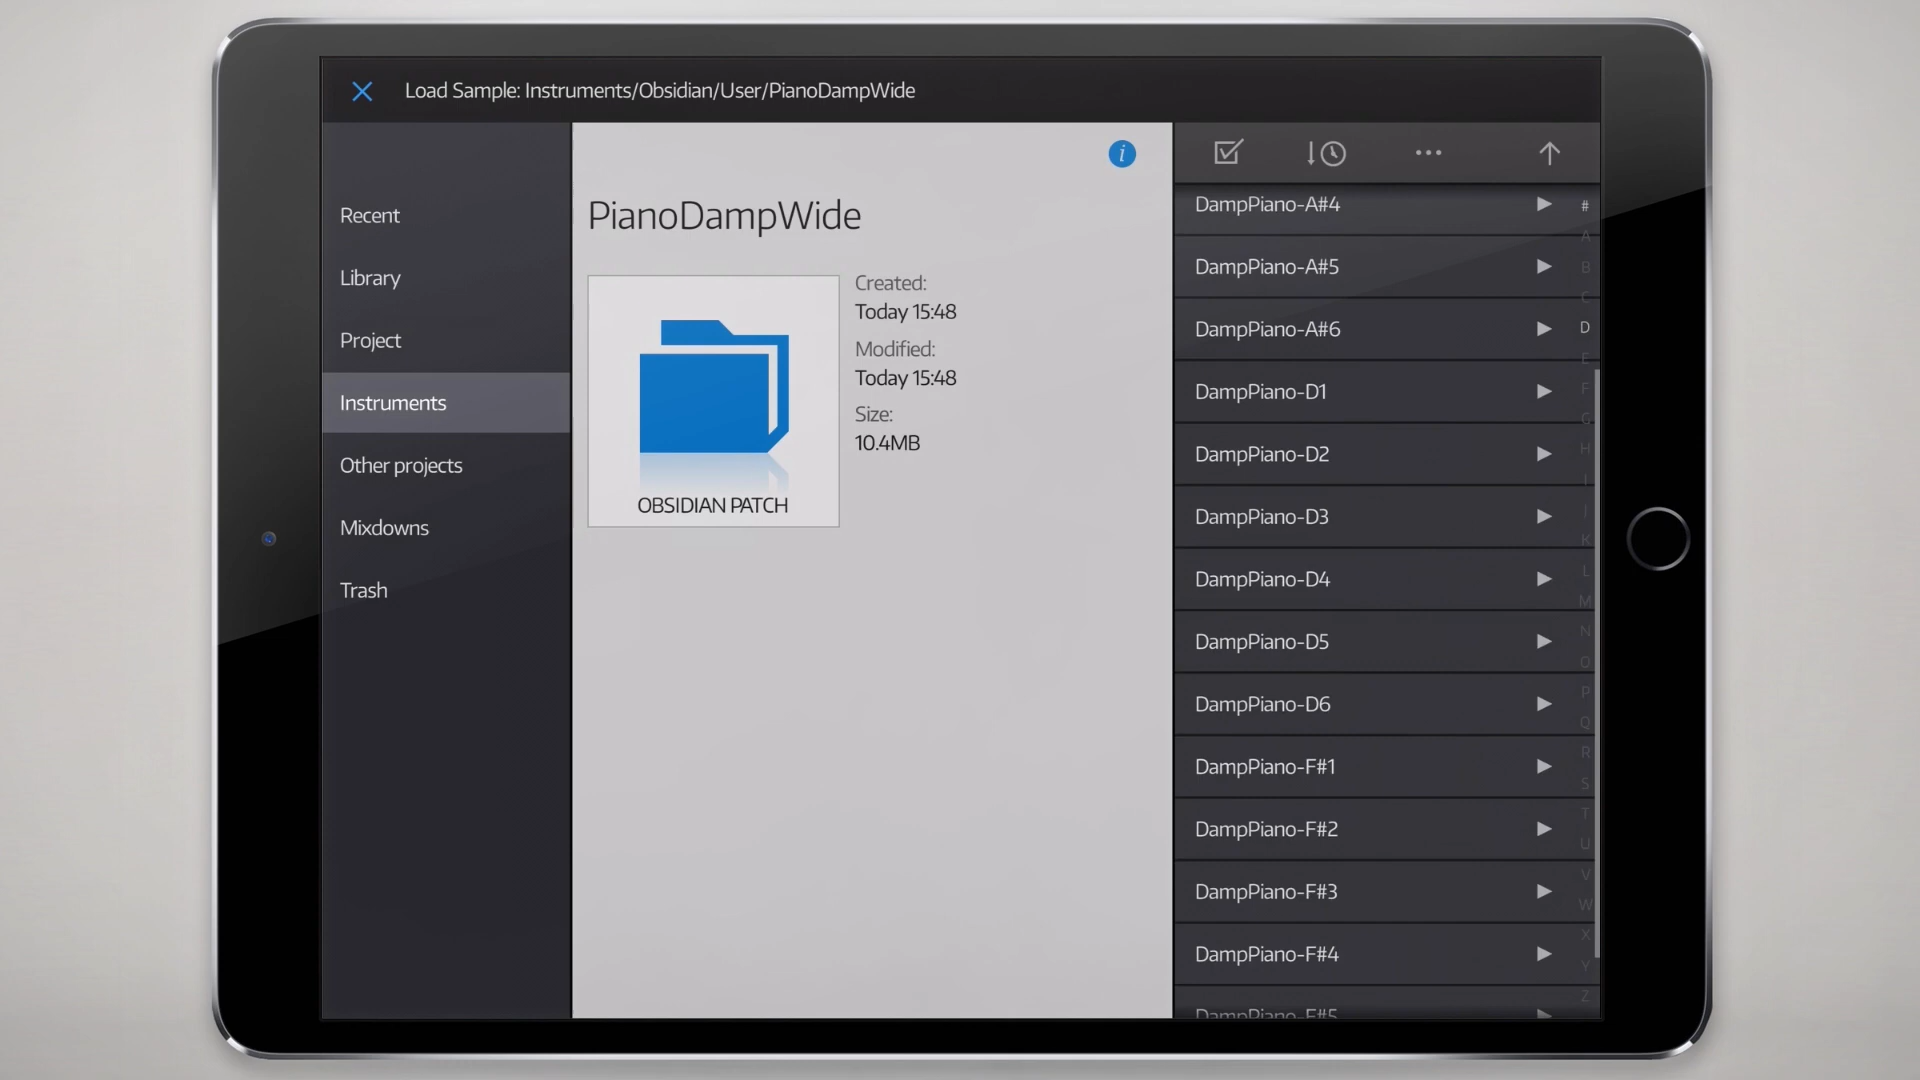 Load Sample: Instruments/Obsidian/User/PianoDampWide
Recent
Library
Project
Instruments
Other projects
Mixdowns
Trash
i
PianoDampWide
Created:
Today 15:48
Modified:
Today 15:48
Size:
10.4MB
OBSIDIAN PATCH
DampPiano-A#4
DampPiano-A#5
DampPiano-A#6
DampPiano-D1
DampPiano-D2
DampPiano-D3
DampPiano-D4
DampPiano-D5
DampPiano-D6
DampPiano-F#1
DampPiano-F#2
DampPiano-F#3
DampPiano-F#4
DampPiano-F#5
#
A
B
C
D
E
F
G
H
I
J
K
L
M
N
O
P
Q
R
S
T
U
V
W
X
Y
Z